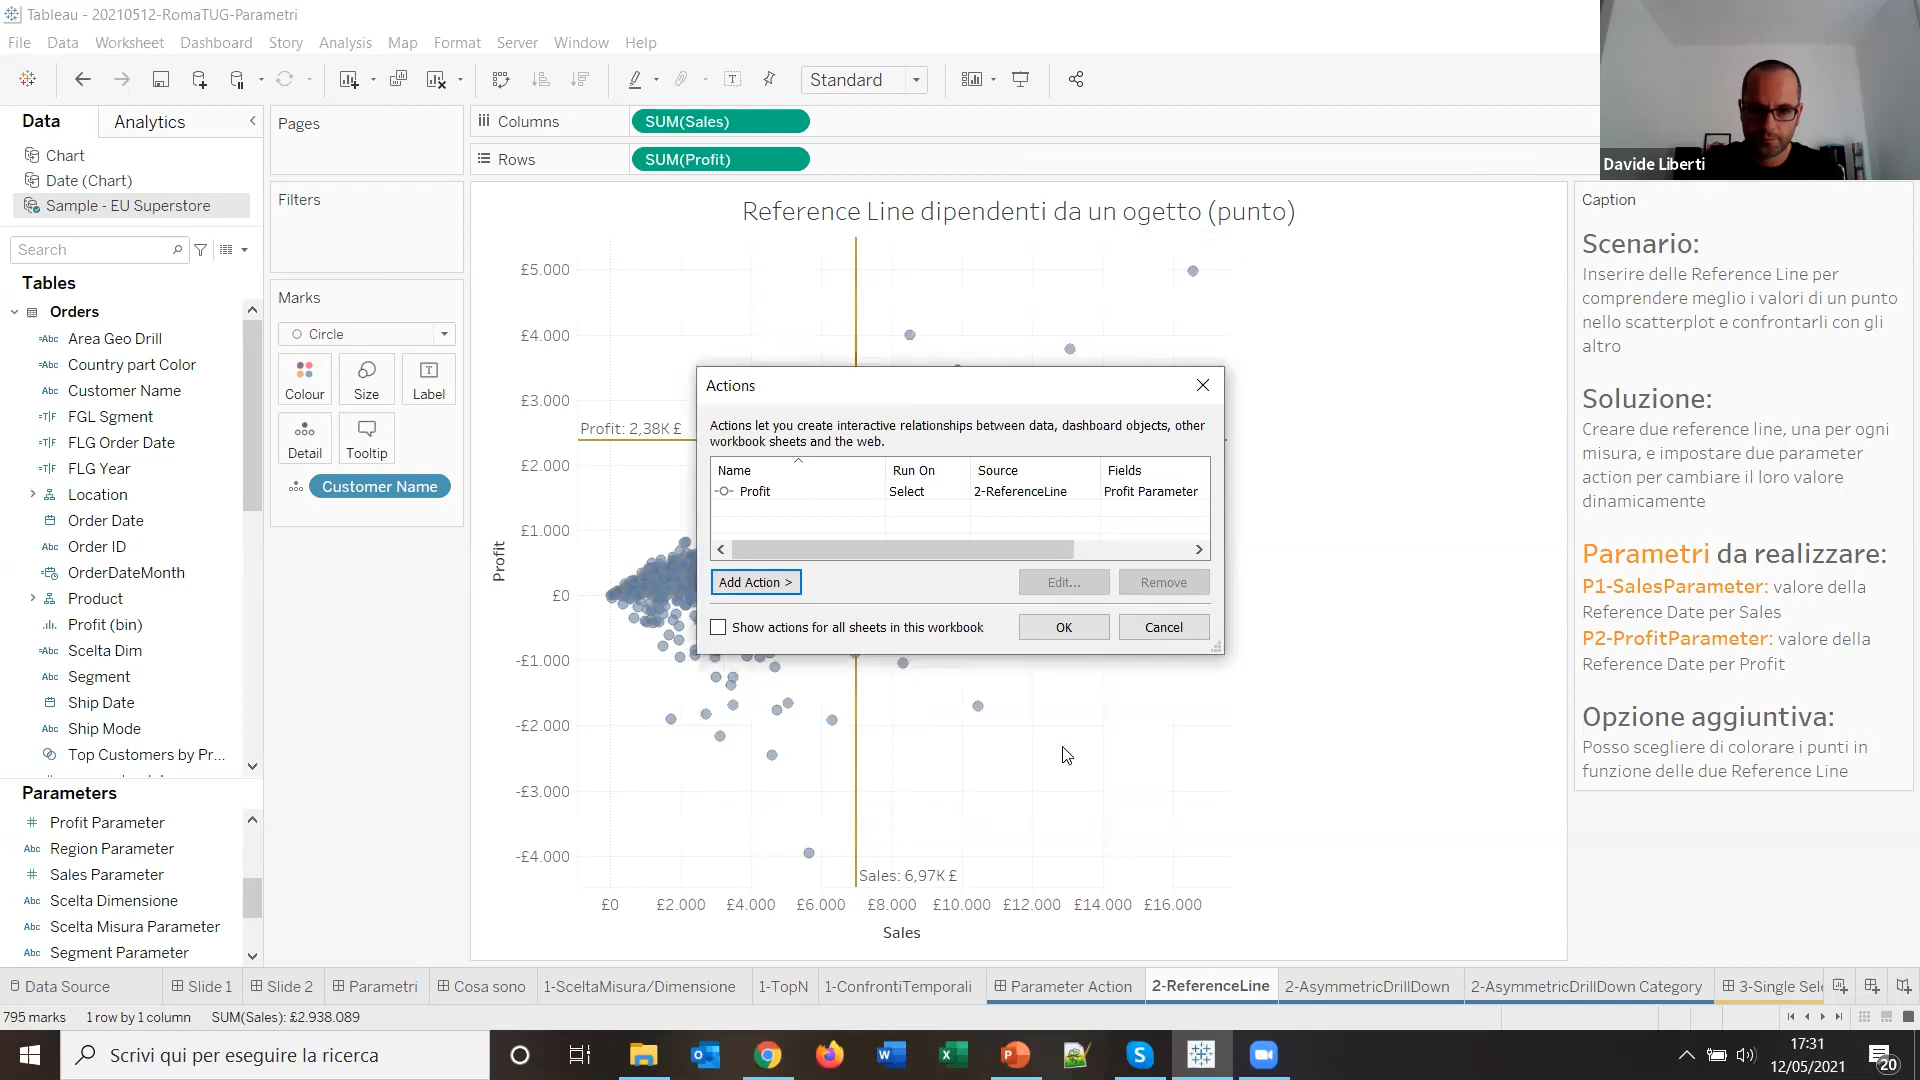 Tableau - 20210512-RomaTUG-Parametri
File Data Worksheet Dashboard Story Analysis Map Format Server Window Help
Standard
Data Analytics
Chart
Date (Chart)
Sample - EU Superstore
Search
Tables
Orders
Area Geo Drill
Country part Color
Customer Name
FGL Sgment
FLG Order Date
FLG Year
Location
Order Date
Order ID
OrderDateMonth
Product
Profit (bin)
Scelta Dim
Segment
Ship Date
Ship Mode
Top Customers by Pr...
Parameters
Profit Parameter
Region Parameter
Sales Parameter
Scelta Dimensione
Scelta Misura Parameter
Segment Parameter
Pages
Filters
Marks
Circle
Colour Size Label
Detail Tooltip
Customer Name
Columns SUM(Sales)
Rows SUM(Profit)
Reference Line dipendenti da un ogetto (punto)
£5.000
£4.000
£3.000
Profit: 2,38K £
£2.000
£1.000
£0
-£1.000
-£2.000
-£3.000
-£4.000
Profit
Sales: 6,97K £
£0 £2.000 £4.000 £6.000 £8.000 £10.000 £12.000 £14.000 £16.000
Sales
Actions
Actions let you create interactive relationships between data, dashboard objects, other
workbook sheets and the web.
Name Run On Source Fields
Profit Select 2-ReferenceLine Profit Parameter
Add Action > Edit... Remove
Show actions for all sheets in this workbook OK Cancel
Davide Liberti
Caption
Scenario:
Inserire delle Reference Line per
comprendere meglio i valori di un punto
nello scatterplot e confrontarli con gli
altro
Soluzione:
Creare due reference line, una per ogni
misura, e impostare due parameter
action per cambiare il loro valore
dinamicamente
Parametri da realizzare:
P1-SalesParameter: valore della
Reference Date per Sales
P2-ProfitParameter: valore della
Reference Date per Profit
Opzione aggiuntiva:
Posso scegliere di colorare i punti in
funzione delle due Reference Line
Data Source Slide 1 Slide 2 Parametri Cosa sono 1-SceltaMisura/Dimensione 1-TopN 1-ConfrontiTemporali Parameter Action 2-ReferenceLine 2-AsymmetricDrillDown 2-AsymmetricDrillDown Category 3-Single Sel
795 marks 1 row by 1 column SUM(Sales): £2.938.089
Scrivi qui per eseguire la ricerca
17:31
12/05/2021
20